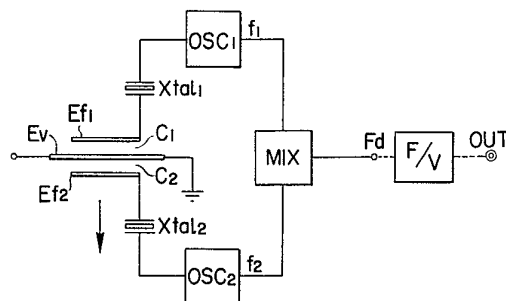 OSC1
f1
Xtal1
Ef1
Ev
C1
C2
Ef2
MIX
Fd
F/V
OUT
Xtal2
OSC2
f2